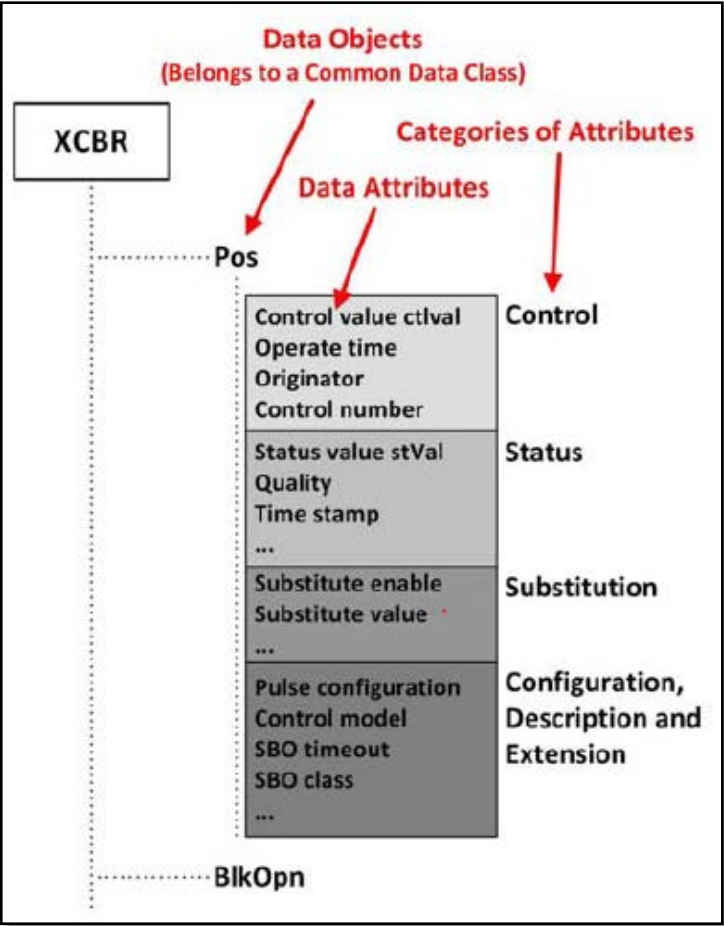 Data Objects
(Belongs to a Common Data Class)
XCBR
Categories of Attributes
Data Attributes
Pos
Control value ctlval
Control
Operate time
Originator
Control number
Status value stVal
Status
Quality
Time stamp
...
Substitute enable
Substitution
Substitute value
...
Pulse configuration
Configuration,
Control model
Description and
SBO timeout
Extension
SBO class
...
BlkOpn